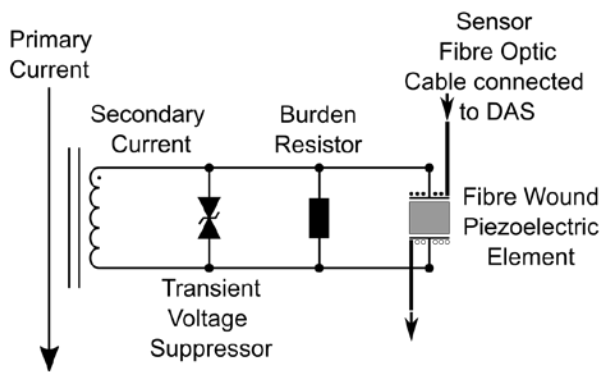 Primary
Current
Secondary
Current
Burden
Resistor
Sensor
Fibre Optic
Cable connected
to DAS
Fibre Wound
Piezoelectric
Element
Transient
Voltage
Suppressor